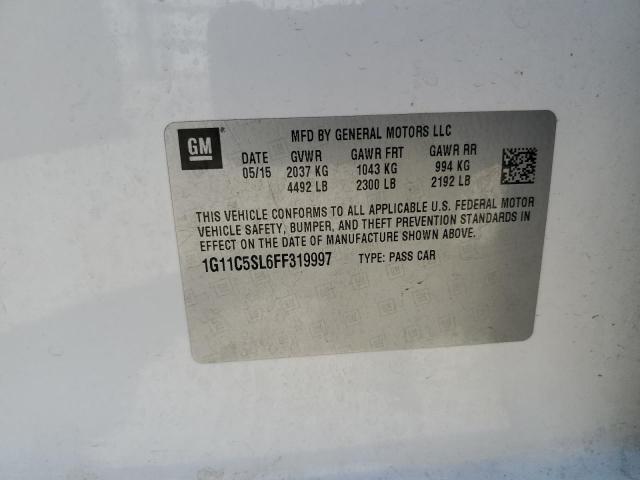 GM
MFD BY GENERAL MOTORS LLC
DATE GVWR GAWR FRT GAWR RR
05/15 2037 KG 1043 KG 994 KG
4492 LB 2300 LB 2192 LB
THIS VEHICLE CONFORMS TO ALL APPLICABLE U.S. FEDERAL MOTOR
VEHICLE SAFETY, BUMPER, AND THEFT PREVENTION STANDARDS IN
EFFECT ON THE DATE OF MANUFACTURE SHOWN ABOVE.
1G11C5SL6FF319997 TYPE: PASS CAR